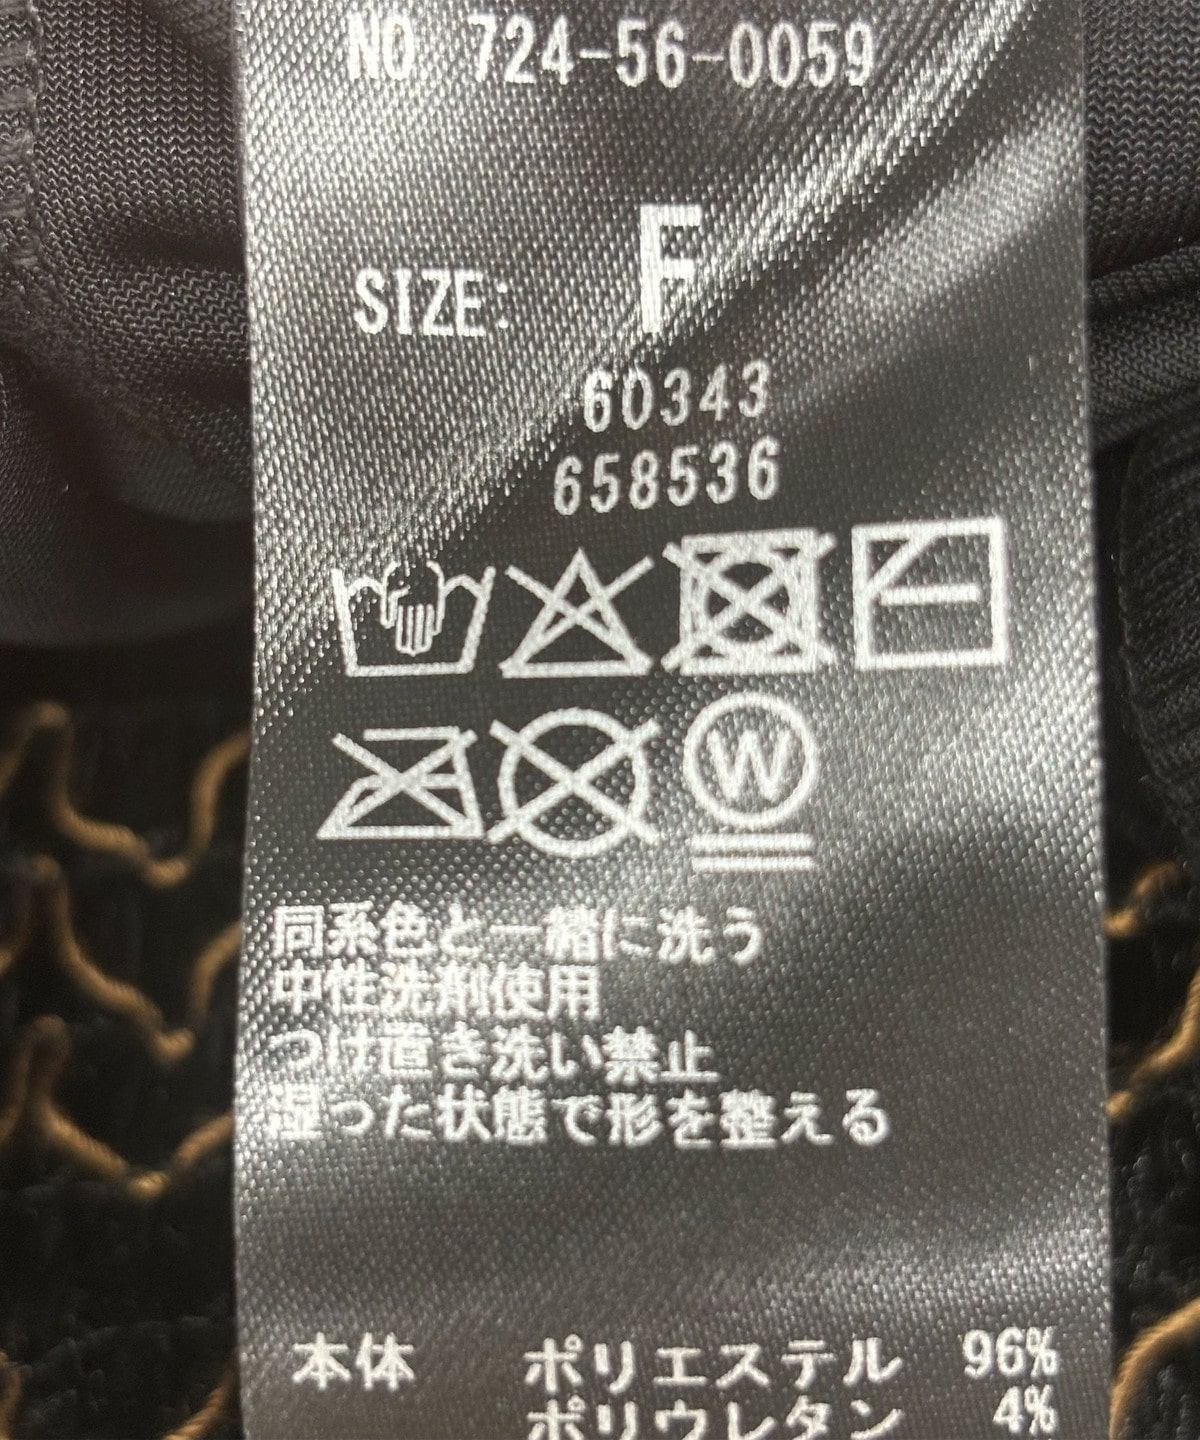 NO. 724-56-0059
SIZE: F
60343
658536
W
同系色と一緒に洗う
中性洗剤使用
つけ置き洗い禁止
湿った状態で形を整える
本体 ポリエステル 96%
ポリウレタン 4%